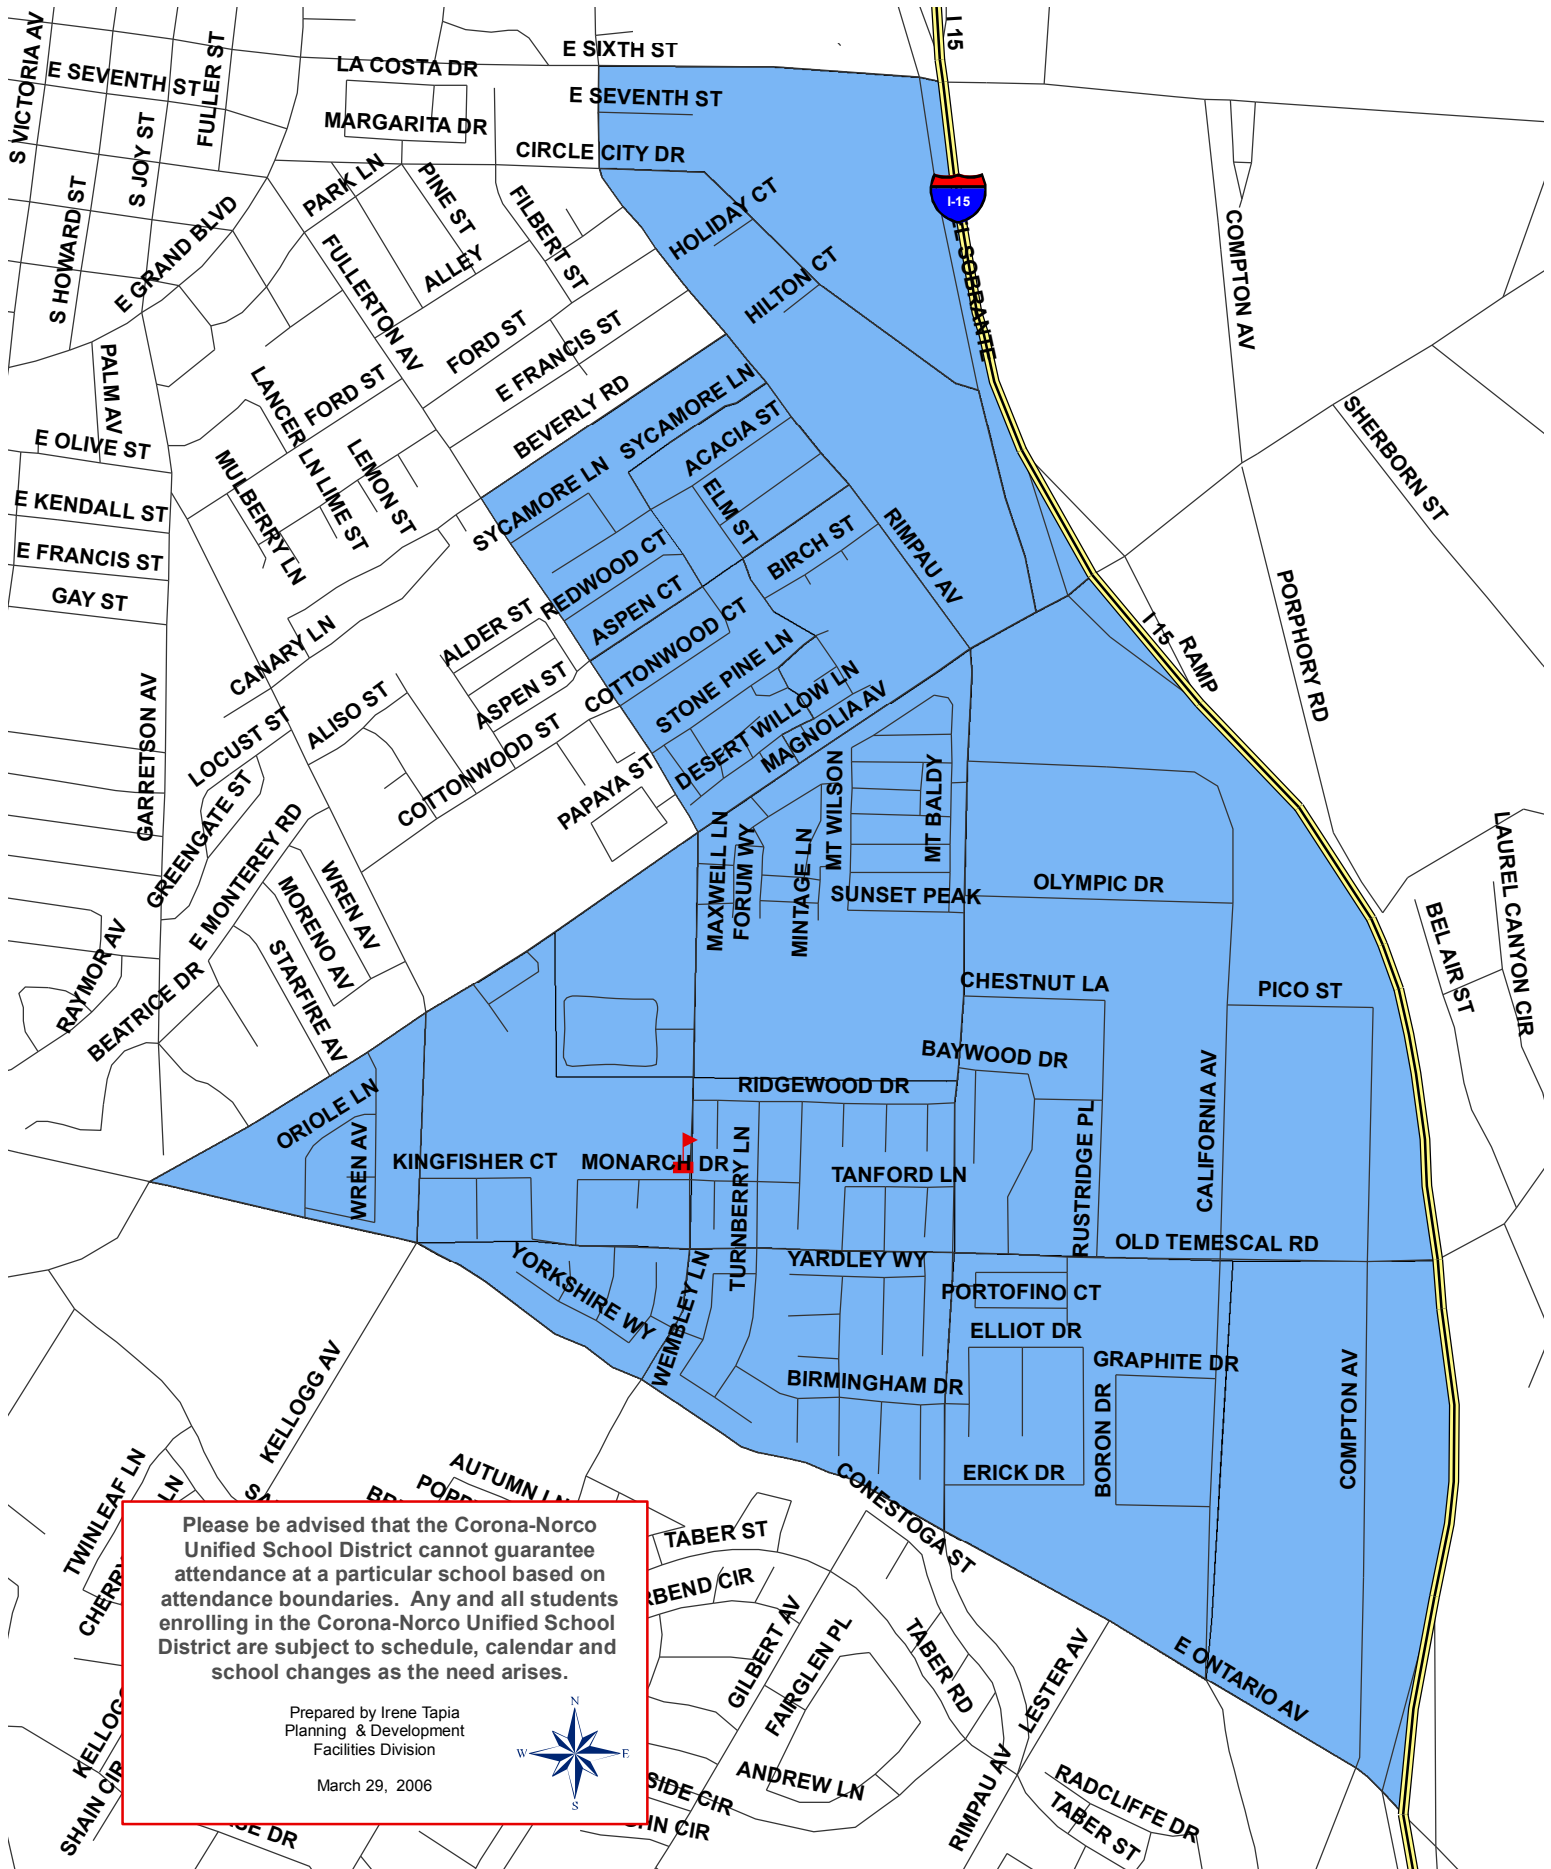 I 15
E SIXTH ST
S VICTORIA AV
E SEVENTH ST
FULLER ST
LA COSTA DR
E SEVENTH ST
MARGARITA DR
S JOY ST
CIRCLE CITY DR
PARK LN
PINE ST
FILBERT ST
HOLIDAY CT
I-15
S HOWARD ST
E GRAND BLVD
FULLERTON AV
ALLEY
HILTON CT
EL SOBRANTE
COMPTON AV
PALM AV
FORD ST
E FRANCIS ST
LANCER LN
FORD ST
BEVERLY RD
SYCAMORE LN
ACACIA ST
SHERBORN ST
E OLIVE ST
MULBERRY LN
LIME ST
LEMON ST
SYCAMORE LN
ELM ST
E KENDALL ST
BIRCH ST
RIMPAU AV
E FRANCIS ST
REDWOOD CT
GAY ST
ASPEN CT
PORPHORY RD
ALDER ST
COTTONWOOD CT
I 15 RAMP
CANARY LN
STONE PINE LN
ASPEN ST
ALISO ST
DESERT WILLOW LN
GARRETSON AV
LOCUST ST
MAGNOLIA AV
COTTONWOOD ST
PAPAYA ST
GREENGATE ST
MT WILSON
MT BALDY
E MONTEREY RD
MAXWELL LN
FORUM WY
MINTAGE LN
WREN AV
SUNSET PEAK
OLYMPIC DR
LAUREL CANYON CIR
MORENO AV
BEL AIR ST
RAYMOR AV
STARFIRE AV
BEATRICE DR
CHESTNUT LA
PICO ST
BAYWOOD DR
RIDGEWOOD DR
ORIOLE LN
WREN AV
KINGFISHER CT
MONARCH DR
TURNBERRY LN
TANFORD LN
RUSTRIDGE PL
CALIFORNIA AV
OLD TEMESCAL RD
YORKSHIRE WY
YARDLEY WY
PORTOFINO CT
WEMBLEY LN
ELLIOT DR
KELLOGG AV
GRAPHITE DR
BIRMINGHAM DR
BORON DR
COMPTON AV
TWINLEAF LN
LN
AUTUMN LN
ERICK DR
CONESTOGA ST
TABER ST
Please be advised that the Corona-Norco
Unified School District cannot guarantee
attendance at a particular school based on
attendance boundaries.  Any and all students
enrolling in the Corona-Norco Unified School
District are subject to schedule, calendar and
school changes as the need arises.
Prepared by Irene Tapia
Planning & Development
Facilities Division
March 29, 2006
N
W
E
S
GILBERT AV
FAIRGLEN PL
TABER RD
LESTER AV
E ONTARIO AV
ANDREW LN
RIMPAU AV
RADCLIFFE DR
TABER ST
SHAIN CIR
CIR
CIR
CIR
DR